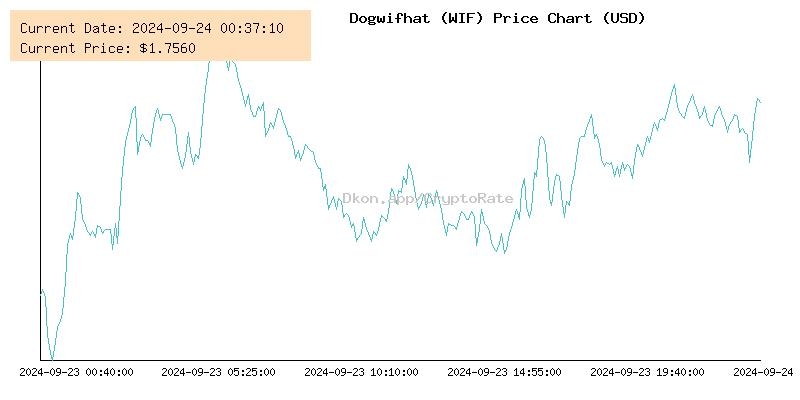 Dogwifhat (WIF) Price Chart (USD)
Current Date: 2024-09-24 00:37:10
Current Price: $1.7560
Dkon.app/CryptoRate
2024-09-23 00:40:00 2024-09-23 05:25:00 2024-09-23 10:10:00 2024-09-23 14:55:00 2024-09-23 19:40:00 2024-09-24